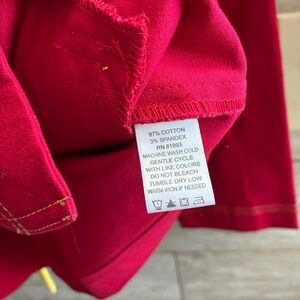 97% COTTON
3% SPANDEX
RN 81893
MACHINE WASH COLD
GENTLE CYCLE
WITH LIKE COLORS
DO NOT BLEACH
TUMBLE DRY LOW
WARM IRON IF NEEDED